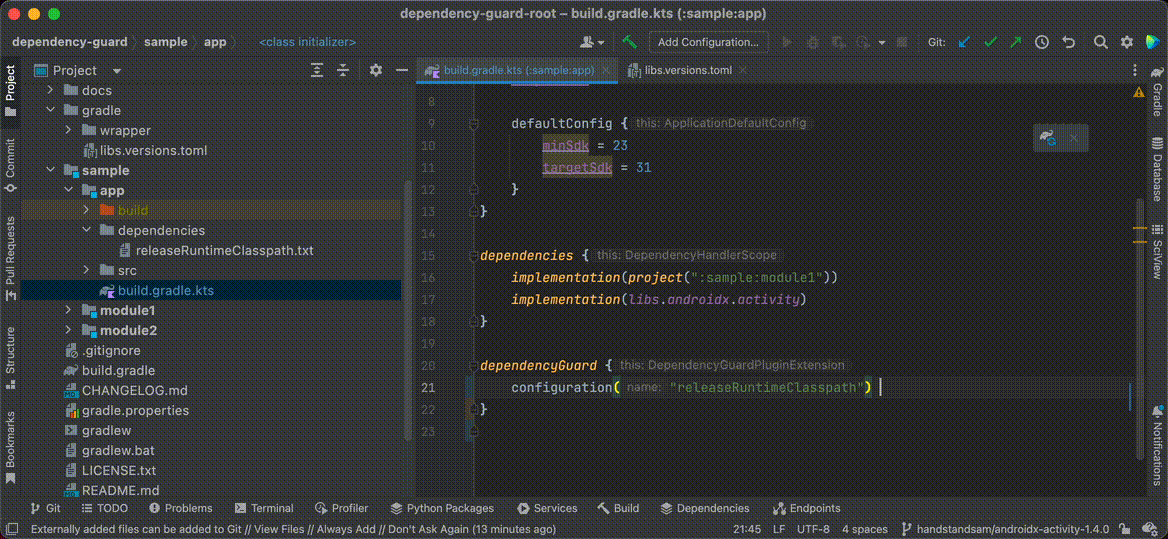 dependency-guard-root – build.gradle.kts (:sample:app)
dependency-guard sample app <class initializer> Add Configuration... Git:
Project
build.gradle.kts (:sample:app)
libs.versions.toml
Project
Commit
Pull Requests
Structure
Bookmarks
docs
gradle
wrapper
libs.versions.toml
sample
app
build
dependencies
releaseRuntimeClasspath.txt
src
build.gradle.kts
module1
module2
.gitignore
build.gradle
CHANGELOG.md
gradle.properties
gradlew
gradlew.bat
LICENSE.txt
README.md
8
9 defaultConfig { this: ApplicationDefaultConfig
10 minSdk = 23
11 targetSdk = 31
12 }
13 }
14
15 dependencies { this: DependencyHandlerScope
16 implementation(project(":sample:module1"))
17 implementation(libs.androidx.activity)
18 }
19
20 dependencyGuard { this: DependencyGuardPluginExtension
21 configuration( name: "releaseRuntimeClasspath")
22 }
23
Gradle
Database
SciView
Notifications
Git TODO Problems Terminal Profiler Python Packages Services Build Dependencies Endpoints
Externally added files can be added to Git // View Files // Always Add // Don't Ask Again (13 minutes ago) 21:45 LF UTF-8 4 spaces handstandsam/androidx-activity-1.4.0